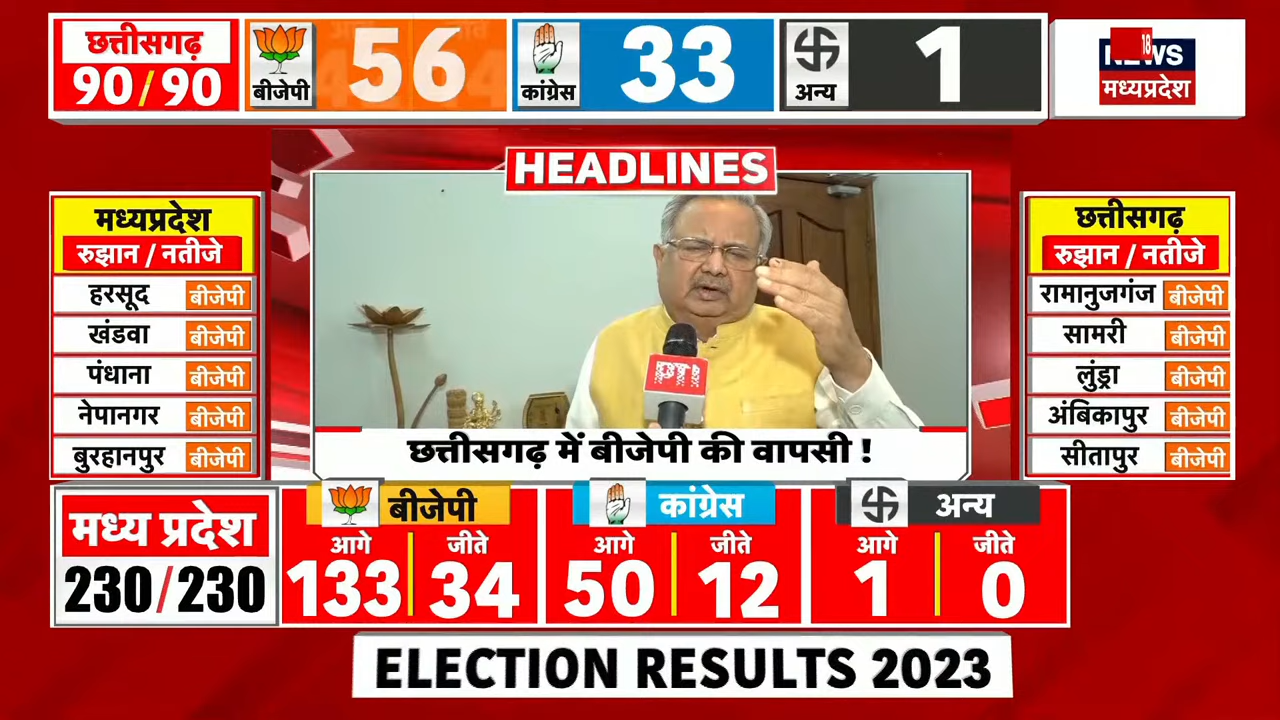 छत्तीसगढ़
90/90
बीजेपी
56
कांग्रेस
33
अन्य
1
18
NEWS
मध्यप्रदेश
HEADLINES
मध्यप्रदेश
रुझान / नतीजे
हरसूद बीजेपी
खंडवा बीजेपी
पंधाना बीजेपी
नेपानगर बीजेपी
बुरहानपुर बीजेपी
PTI
छत्तीसगढ़ में बीजेपी की वापसी !
छत्तीसगढ़
रुझान / नतीजे
रामानुजगंज बीजेपी
सामरी बीजेपी
लुंड्रा बीजेपी
अंबिकापुर बीजेपी
सीतापुर बीजेपी
मध्य प्रदेश
230/230
बीजेपी
आगे जीते
133 34
कांग्रेस
आगे जीते
50 12
अन्य
आगे जीते
1 0
ELECTION RESULTS 2023